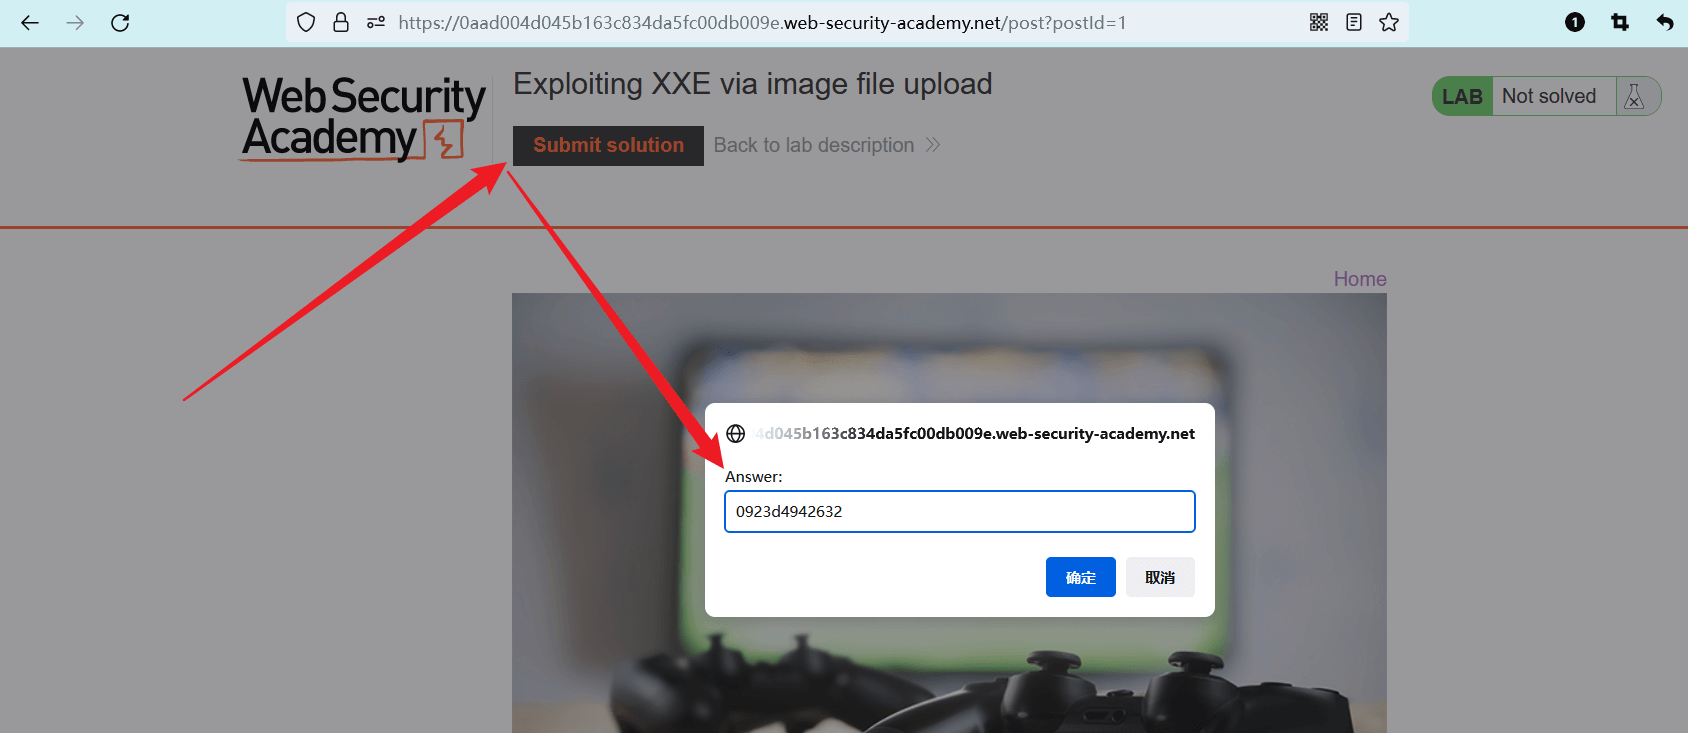 https://0aad004d045b163c834da5fc00db009e.web-security-academy.net/post?postId=1
1
Web Security
Academy
Exploiting XXE via image file upload
Submit solution
Back to lab description
LAB
Not solved
Home
4d045b163c834da5fc00db009e.web-security-academy.net
Answer:
0923d4942632
确定
取消